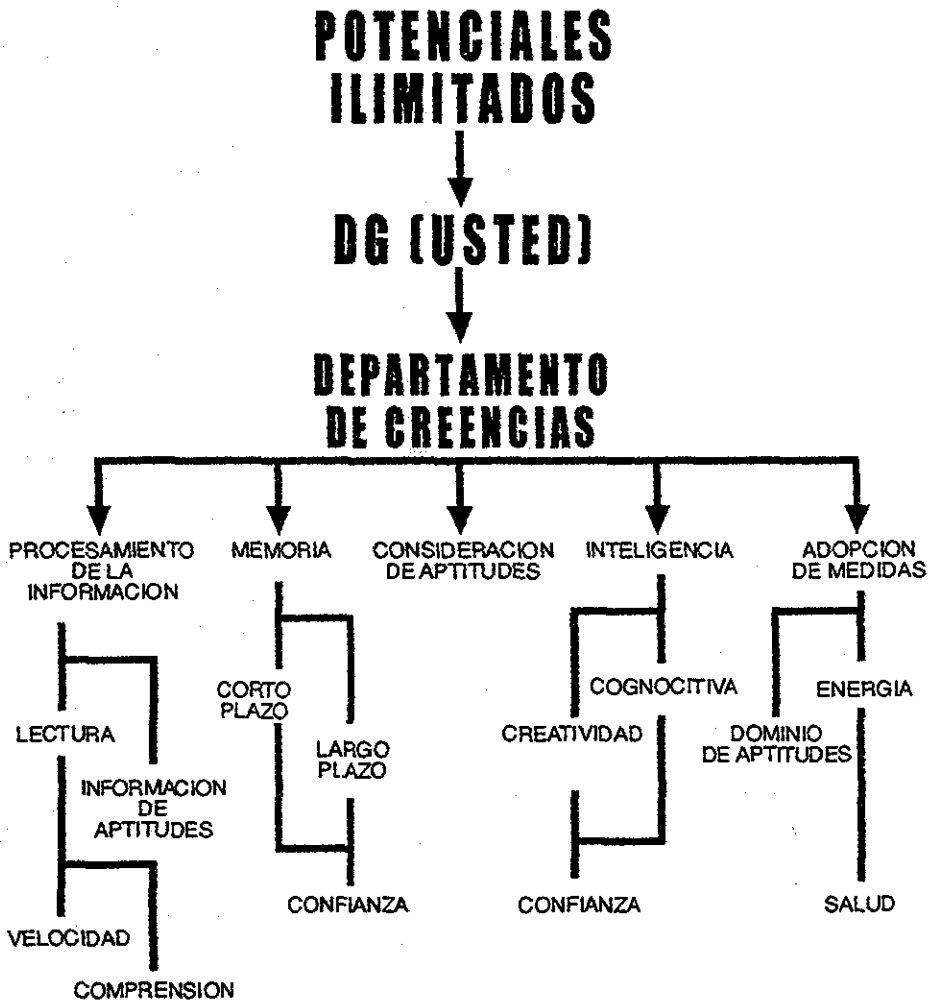 POTENCIALES
ILIMITADOS
DG (USTED)
DEPARTAMENTO
DE CREENCIAS
PROCESAMIENTO
DE LA
INFORMACION
MEMORIA
CONSIDERACION
DE APTITUDES
INTELIGENCIA
ADOPCION
DE MEDIDAS
LECTURA
INFORMACION
DE
APTITUDES
VELOCIDAD
COMPRENSION
CORTO
PLAZO
LARGO
PLAZO
CONFIANZA
CREATIVIDAD
COGNOCITIVA
CONFIANZA
DOMINIO
DE APTITUDES
ENERGIA
SALUD